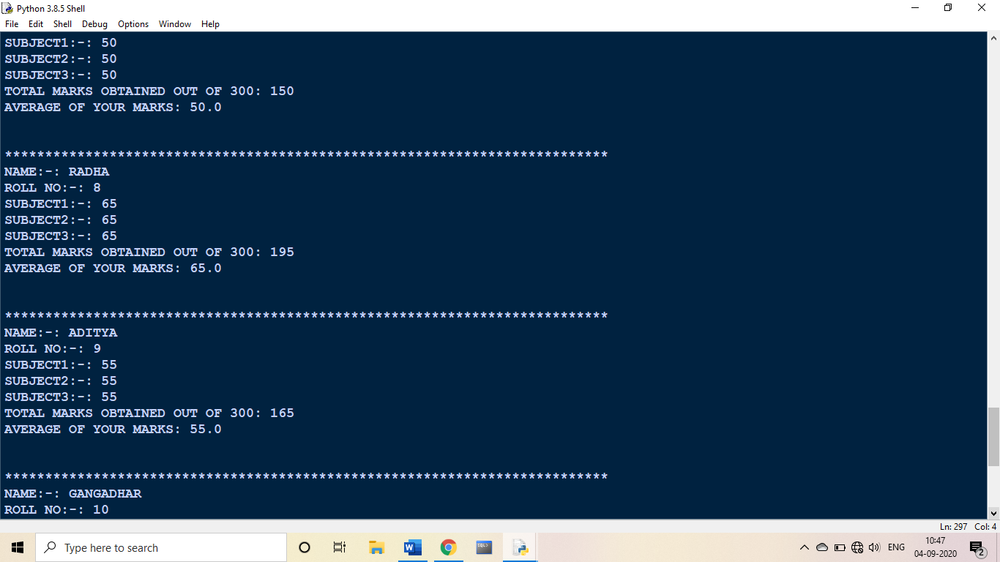 Python 3.8.5 Shell
File Edit Shell Debug Options Window Help
SUBJECT1:-: 50
SUBJECT2:-: 50
SUBJECT3:-: 50
TOTAL MARKS OBTAINED OUT OF 300: 150
AVERAGE OF YOUR MARKS: 50.0
***************************************************************************
NAME:-: RADHA
ROLL NO:-: 8
SUBJECT1:-: 65
SUBJECT2:-: 65
SUBJECT3:-: 65
TOTAL MARKS OBTAINED OUT OF 300: 195
AVERAGE OF YOUR MARKS: 65.0
***************************************************************************
NAME:-: ADITYA
ROLL NO:-: 9
SUBJECT1:-: 55
SUBJECT2:-: 55
SUBJECT3:-: 55
TOTAL MARKS OBTAINED OUT OF 300: 165
AVERAGE OF YOUR MARKS: 55.0
***************************************************************************
NAME:-: GANGADHAR
ROLL NO:-: 10
Ln: 297 Col: 4
Type here to search
W
SQL>
ENG
10:47
04-09-2020
2